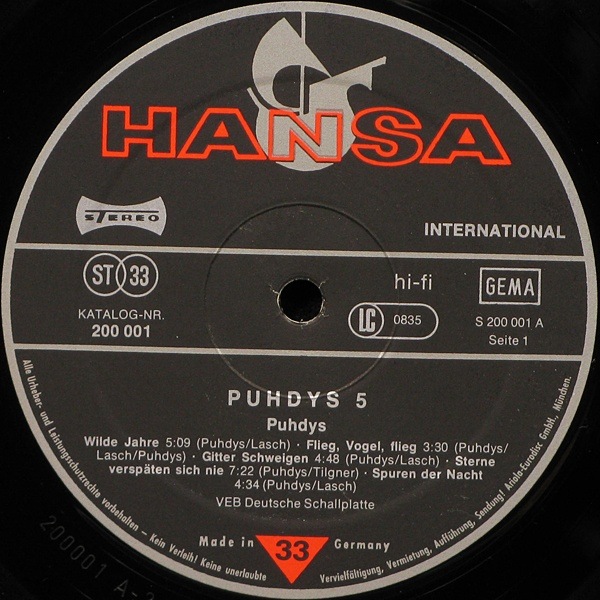 HANSA
STEREO
INTERNATIONAL
ST 33
hi-fi
GEMA
LC 0835
KATALOG-NR.
200 001
S 200 001 A
Seite 1
PUHDYS 5
Puhdys
Wilde Jahre 5:09 (Puhdys/Lasch) · Flieg, Vogel, flieg 3:30 (Puhdys/
Lasch/Puhdys) · Gitter Schweigen 4:48 (Puhdys/Lasch) · Sterne
verspäten sich nie 7:22 (Puhdys/Tilgner) · Spuren der Nacht
4:34 (Puhdys/Lasch)
VEB Deutsche Schallplatte
Made in 33 Germany
Alle Urheber- und Leistungsschutzrechte vorbehalten – Kein Verleih! Keine unerlaubte Vervielfältigung, Vermietung, Aufführung, Sendung! Ariola-Eurodisc GmbH., München.
200001 A-